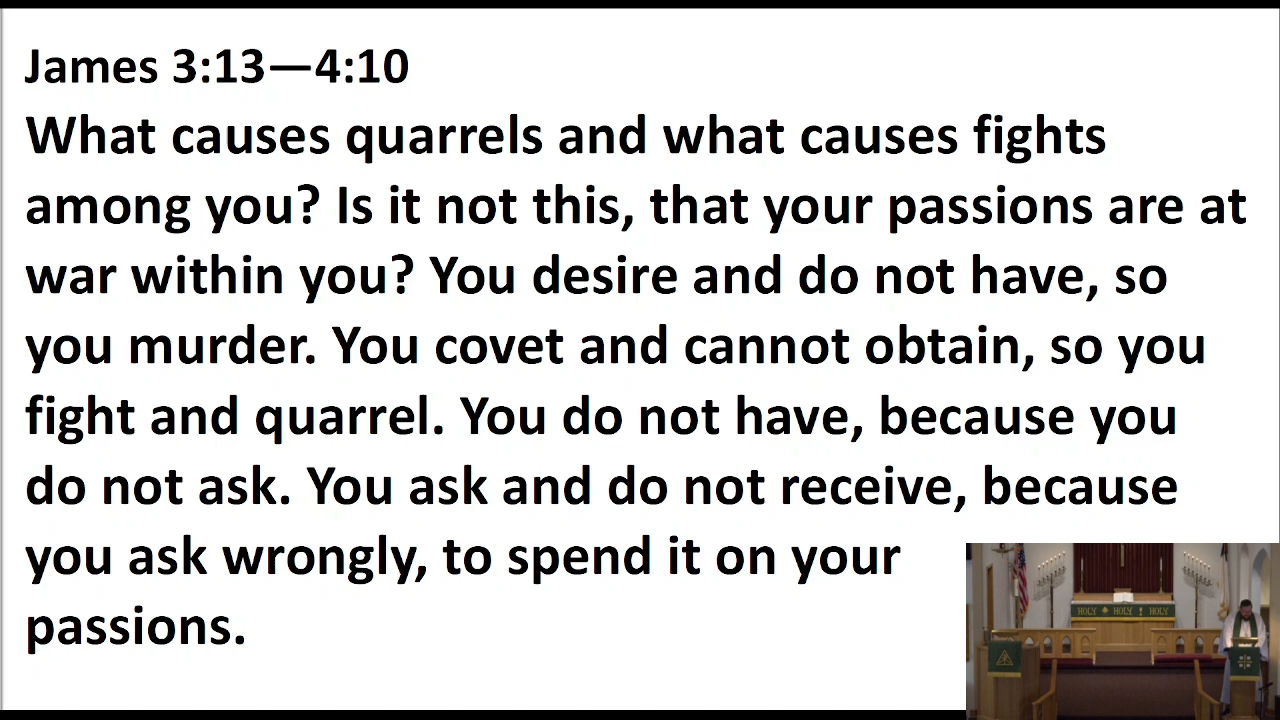 James 3:13—4:10
What causes quarrels and what causes fights
among you? Is it not this, that your passions are at
war within you? You desire and do not have, so
you murder. You covet and cannot obtain, so you
fight and quarrel. You do not have, because you
do not ask. You ask and do not receive, because
you ask wrongly, to spend it on your
passions.
HOLY HOLY HOLY